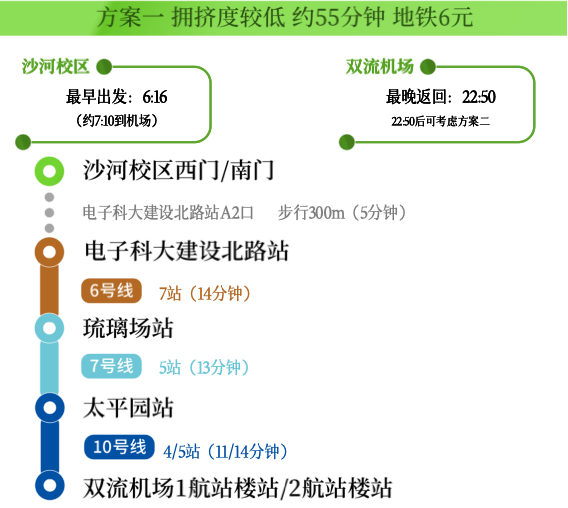 方案一 拥挤度较低 约55分钟 地铁6元
沙河校区
最早出发：6:16
（约7:10到机场）
双流机场
最晚返回：22:50
22:50后可考虑方案二
沙河校区西门/南门
电子科大建设北路站A2口 步行300m（5分钟）
电子科大建设北路站
6号线 7站（14分钟）
琉璃场站
7号线 5站（13分钟）
太平园站
10号线 4/5站（11/14分钟）
双流机场1航站楼站/2航站楼站